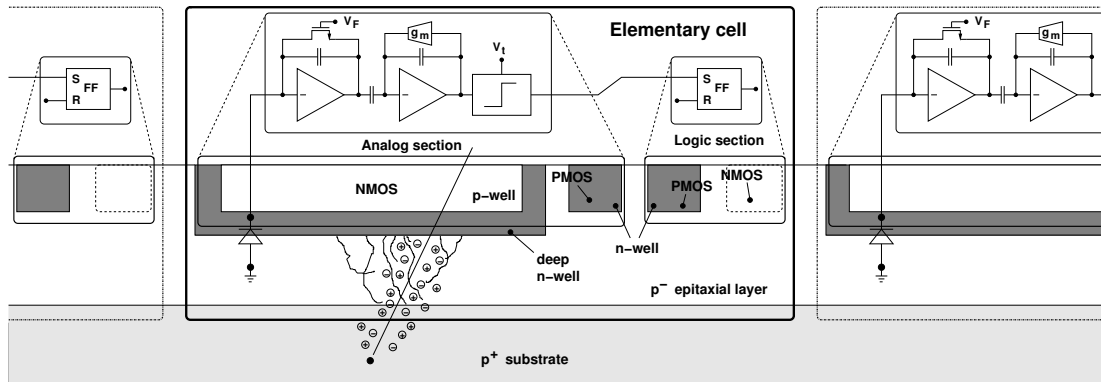 V_F
g_m
Elementary cell
V_t
V_F
g_m
S
FF
R
−
−
S
FF
R
−
−
Analog section
Logic section
NMOS
p−well
PMOS
PMOS
NMOS
deep
n−well
n−well
p⁻ epitaxial layer
p⁺ substrate